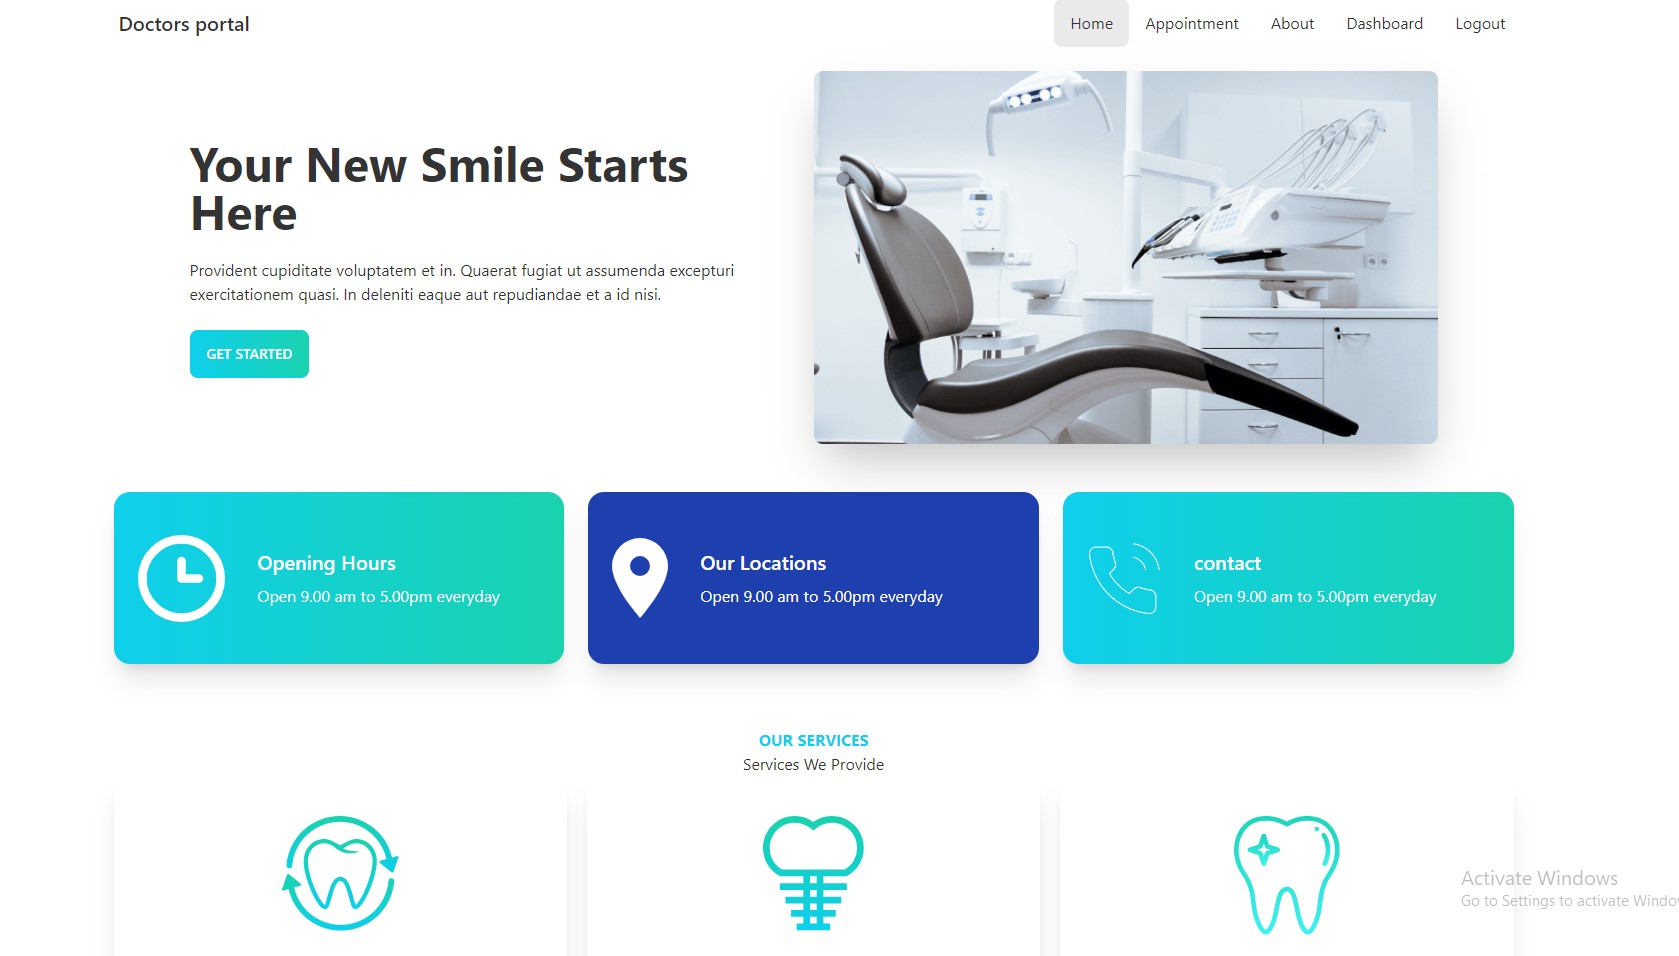 Doctors portal
Home
Appointment
About
Dashboard
Logout
Your New Smile Starts
Here
Provident cupiditate voluptatem et in. Quaerat fugiat ut assumenda excepturi
exercitationem quasi. In deleniti eaque aut repudiandae et a id nisi.
GET STARTED
Opening Hours
Open 9.00 am to 5.00pm everyday
Our Locations
Open 9.00 am to 5.00pm everyday
contact
Open 9.00 am to 5.00pm everyday
OUR SERVICES
Services We Provide
Activate Windows
Go to Settings to activate Windo